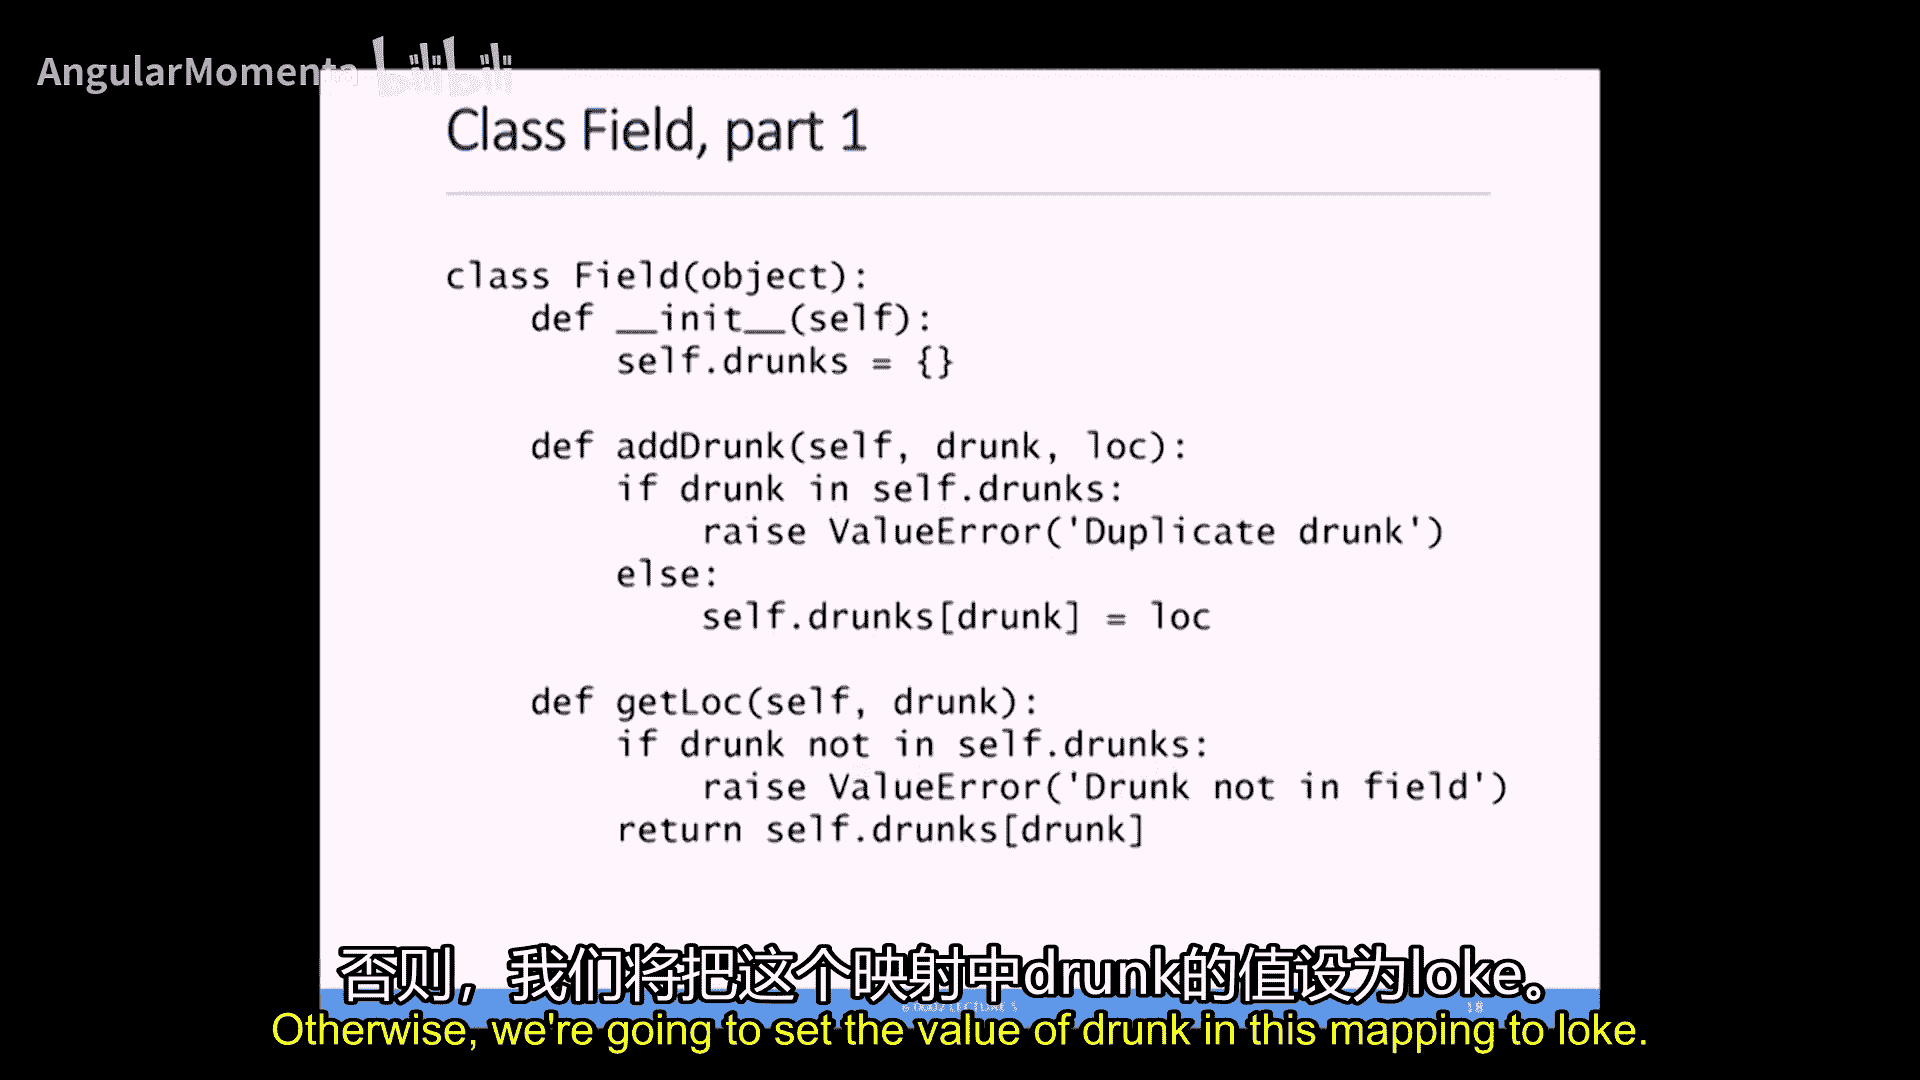 AngularMomenta bilibili
Class Field, part 1
class Field(object):
    def __init__(self):
        self.drunks = {}
    def addDrunk(self, drunk, loc):
        if drunk in self.drunks:
            raise ValueError('Duplicate drunk')
        else:
            self.drunks[drunk] = loc
    def getLoc(self, drunk):
        if drunk not in self.drunks:
            raise ValueError('Drunk not in field')
        return self.drunks[drunk]
否则，我们将把这个映射中drunk的值设为loke。
18
Otherwise, we're going to set the value of drunk in this mapping to loke.